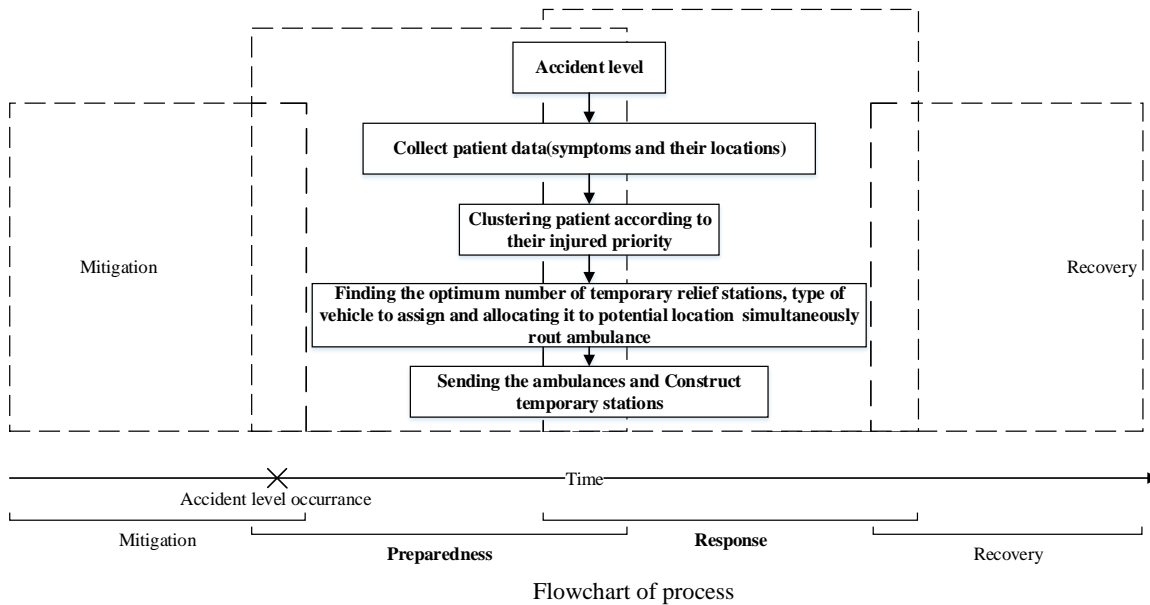 Accident level
Collect patient data(symptoms and their locations)
Clustering patient according to
their injured priority
Mitigation
Recovery
Finding the optimum number of temporary relief stations, type of
vehicle to assign and allocating it to potential location simultaneously
rout ambulance
Sending the ambulances and Construct
temporary stations
Time
Accident level occurrance
Mitigation
Preparedness
Response
Recovery
Flowchart of process